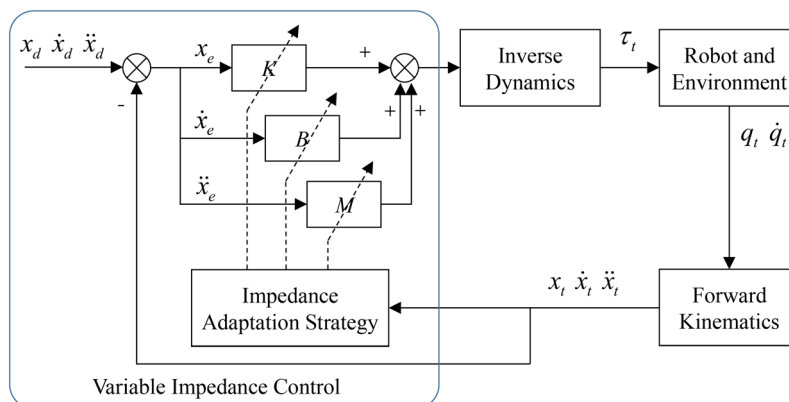 x_d ẋ_d ẍ_d
-
x_e
K
+
ẋ_e
B
+
+
ẍ_e
M
Inverse
Dynamics
τ_t
Robot and
Environment
q_t q̇_t
Impedance
Adaptation Strategy
x_t ẋ_t ẍ_t
Forward
Kinematics
Variable Impedance Control